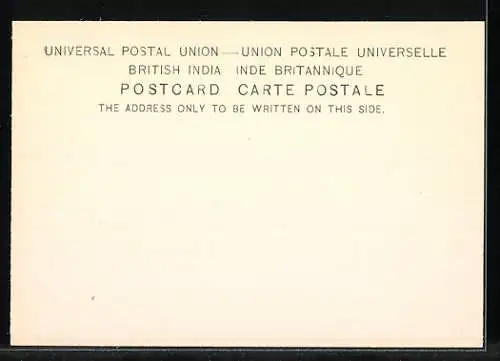 UNIVERSAL POSTAL UNION — UNION POSTALE UNIVERSELLE
BRITISH INDIA INDE BRITANNIQUE
POSTCARD CARTE POSTALE
THE ADDRESS ONLY TO BE WRITTEN ON THIS SIDE.